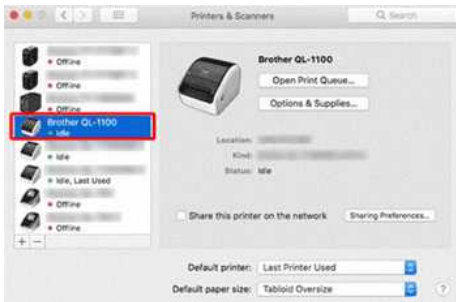 Printers & Scanners
Search
Offline
Offline
Offline
Brother QL-1100
Idle
Idle
Idle, Last Used
Offline
Offline
+ −
Brother QL-1100
Open Print Queue...
Options & Supplies...
Location:
Kind:
Status: Idle
Share this printer on the network
Sharing Preferences...
Default printer: Last Printer Used
Default paper size: Tabloid Oversize
?